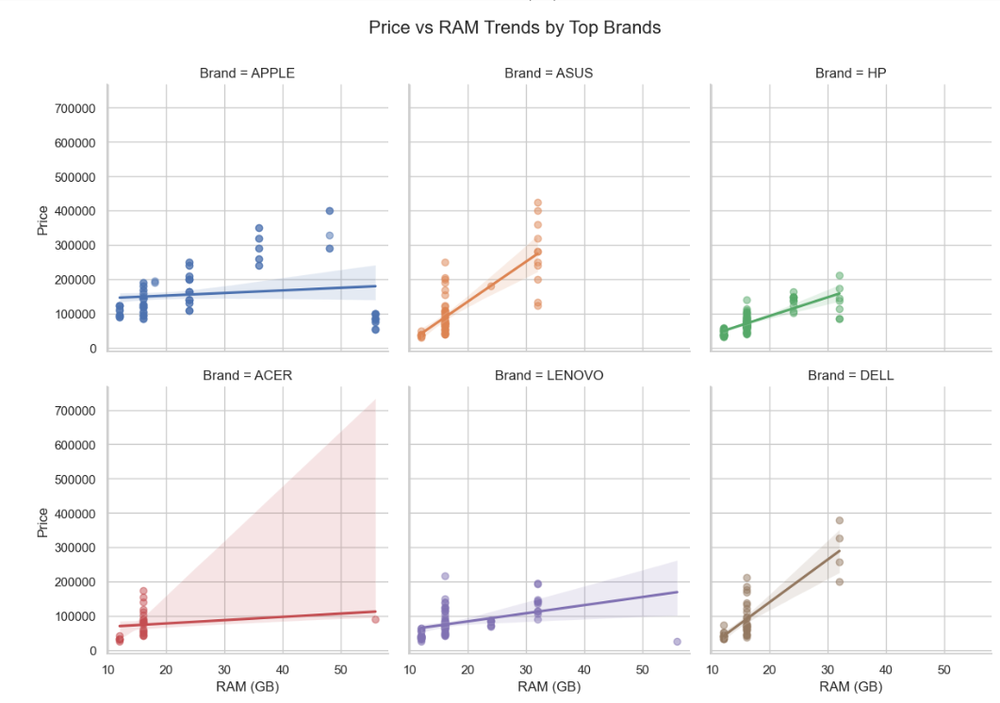 Price vs RAM Trends by Top Brands
Brand = APPLE
Brand = ASUS
Brand = HP
700000
600000
500000
400000
300000
200000
100000
0
Price
Brand = ACER
Brand = LENOVO
Brand = DELL
700000
600000
500000
400000
300000
200000
100000
0
Price
10 20 30 40 50
10 20 30 40 50
10 20 30 40 50
RAM (GB)
RAM (GB)
RAM (GB)